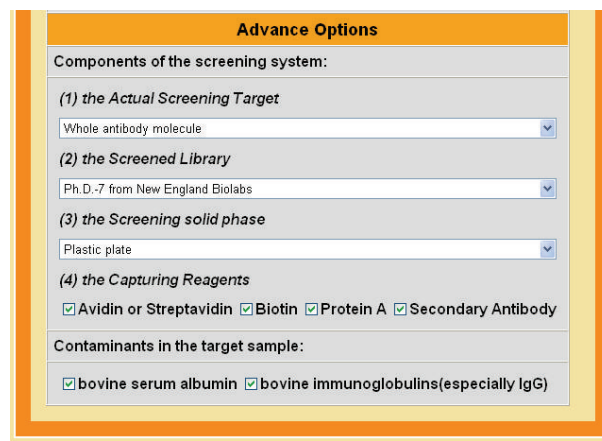 Advance Options
Components of the screening system:
(1) the Actual Screening Target
Whole antibody molecule
(2) the Screened Library
Ph.D.-7 from New England Biolabs
(3) the Screening solid phase
Plastic plate
(4) the Capturing Reagents
Avidin or Streptavidin Biotin Protein A Secondary Antibody
Contaminants in the target sample:
bovine serum albumin bovine immunoglobulins(especially IgG)